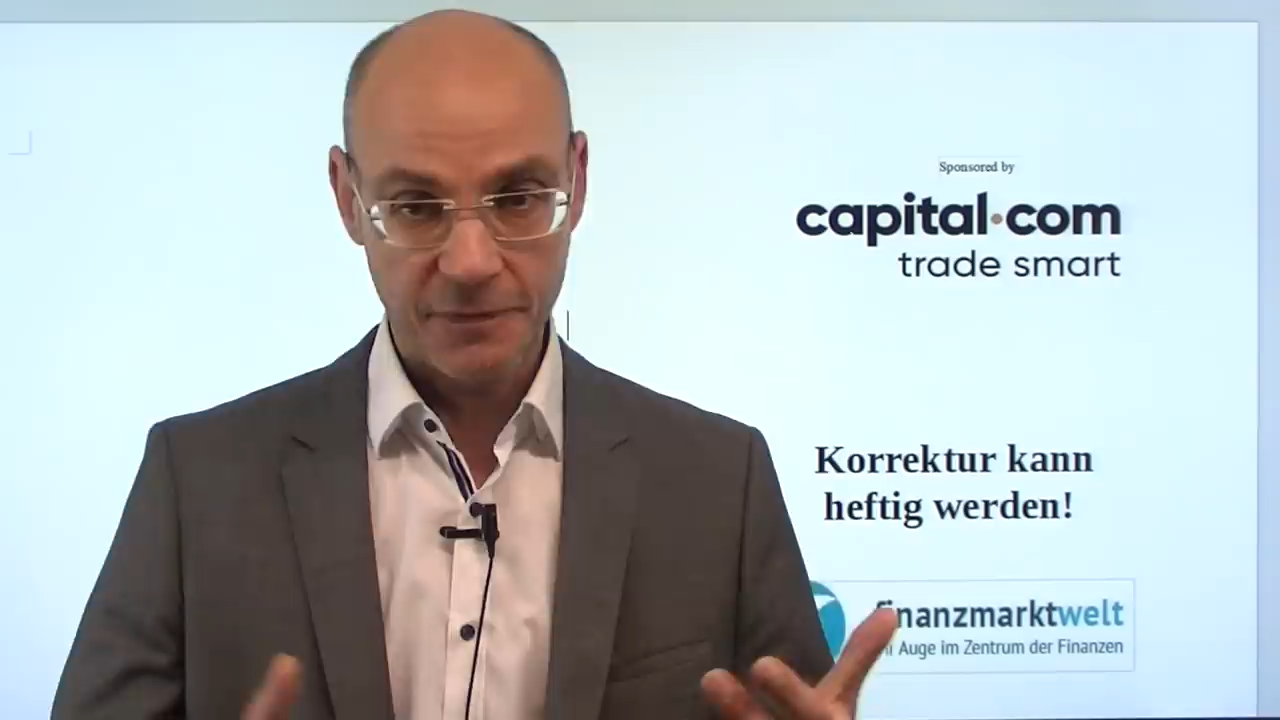 Sponsored by
capital.com
trade smart
Korrektur kann
heftig werden!
finanzmarktwelt
Auge im Zentrum der Finanzen